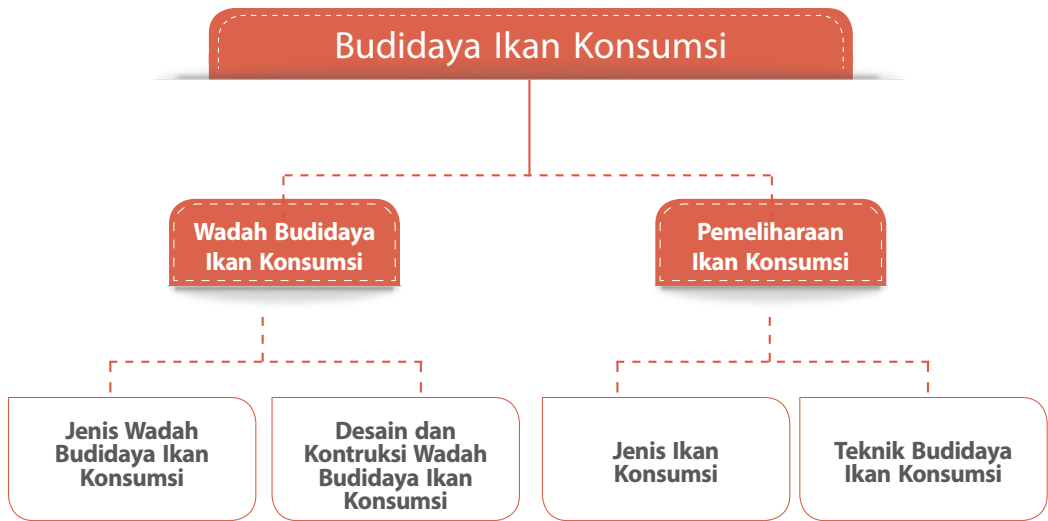 Budidaya Ikan Konsumsi
Wadah Budidaya
Ikan Konsumsi
Pemeliharaan
Ikan Konsumsi
Jenis Wadah
Budidaya Ikan
Konsumsi
Desain dan
Kontruksi Wadah
Budidaya Ikan
Konsumsi
Jenis Ikan
Konsumsi
Teknik Budidaya
Ikan Konsumsi